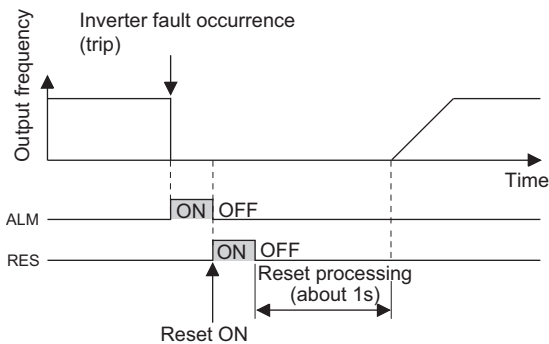 Output frequency
Inverter fault occurrence
(trip)
Time
ALM
ON
OFF
RES
ON
OFF
Reset processing
(about 1s)
Reset ON